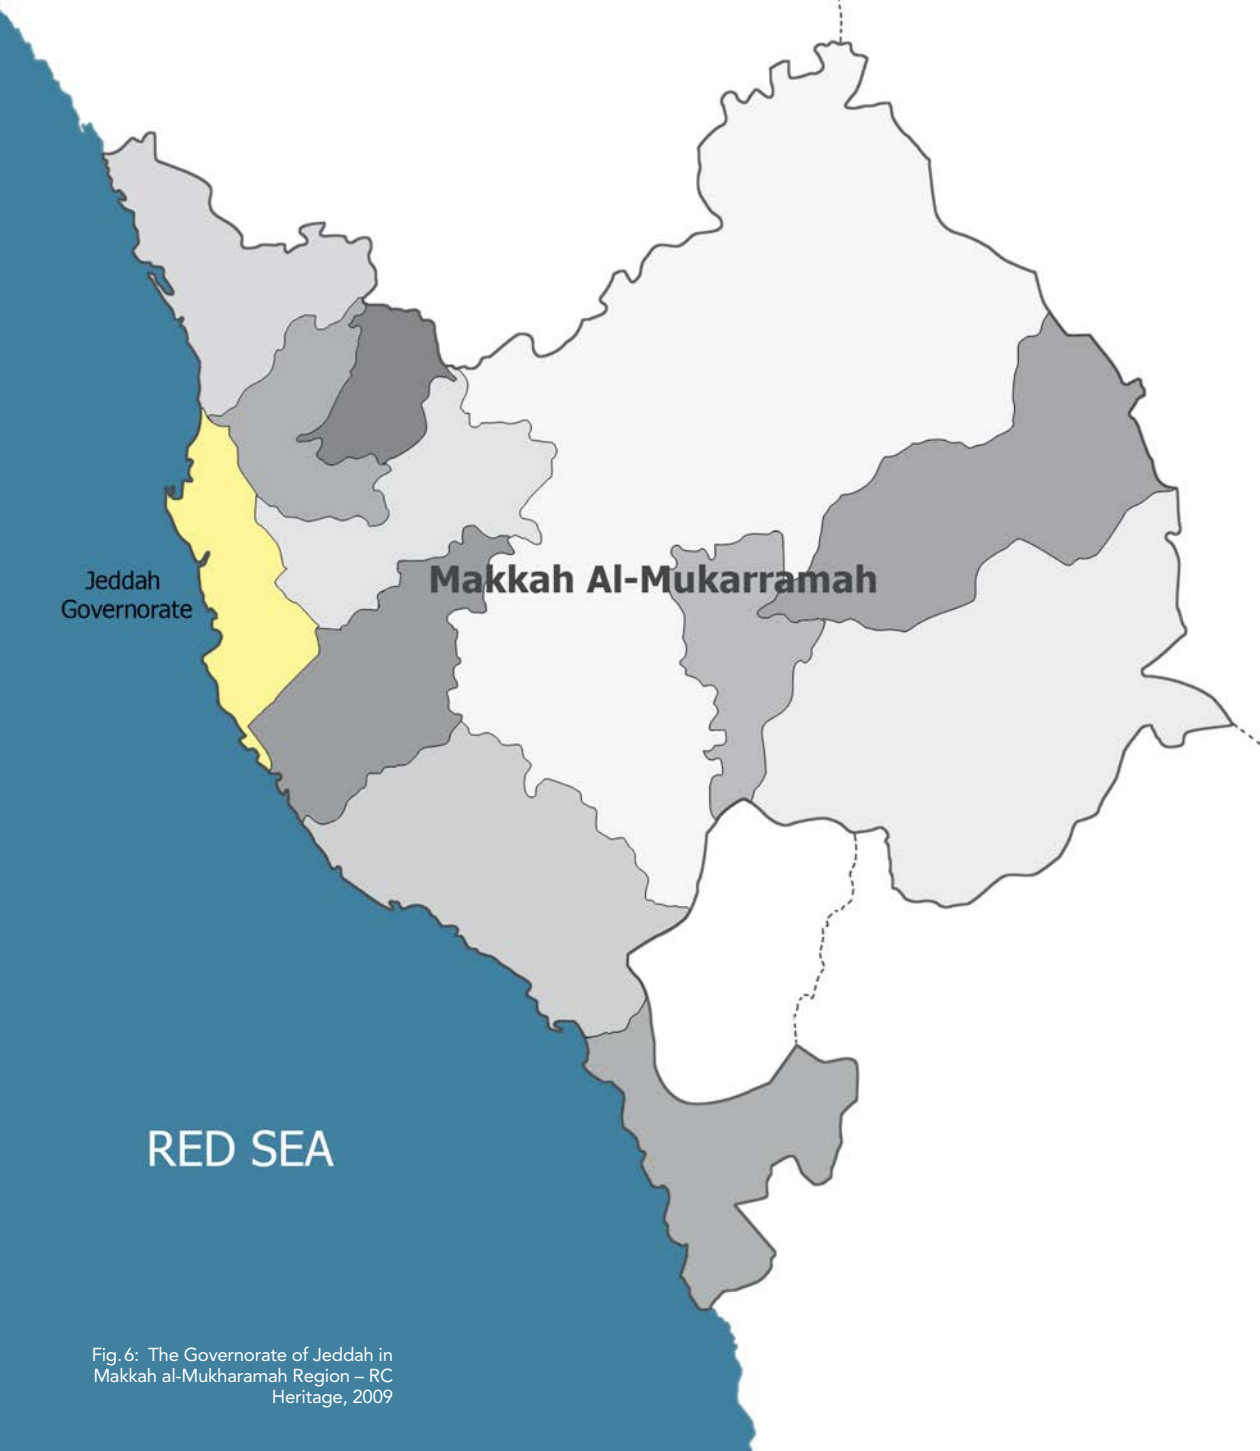 Jeddah
Governorate
Makkah Al-Mukarramah
RED SEA
Fig.6: The Governorate of Jeddah in
Makkah al-Mukharamah Region – RC
Heritage, 2009